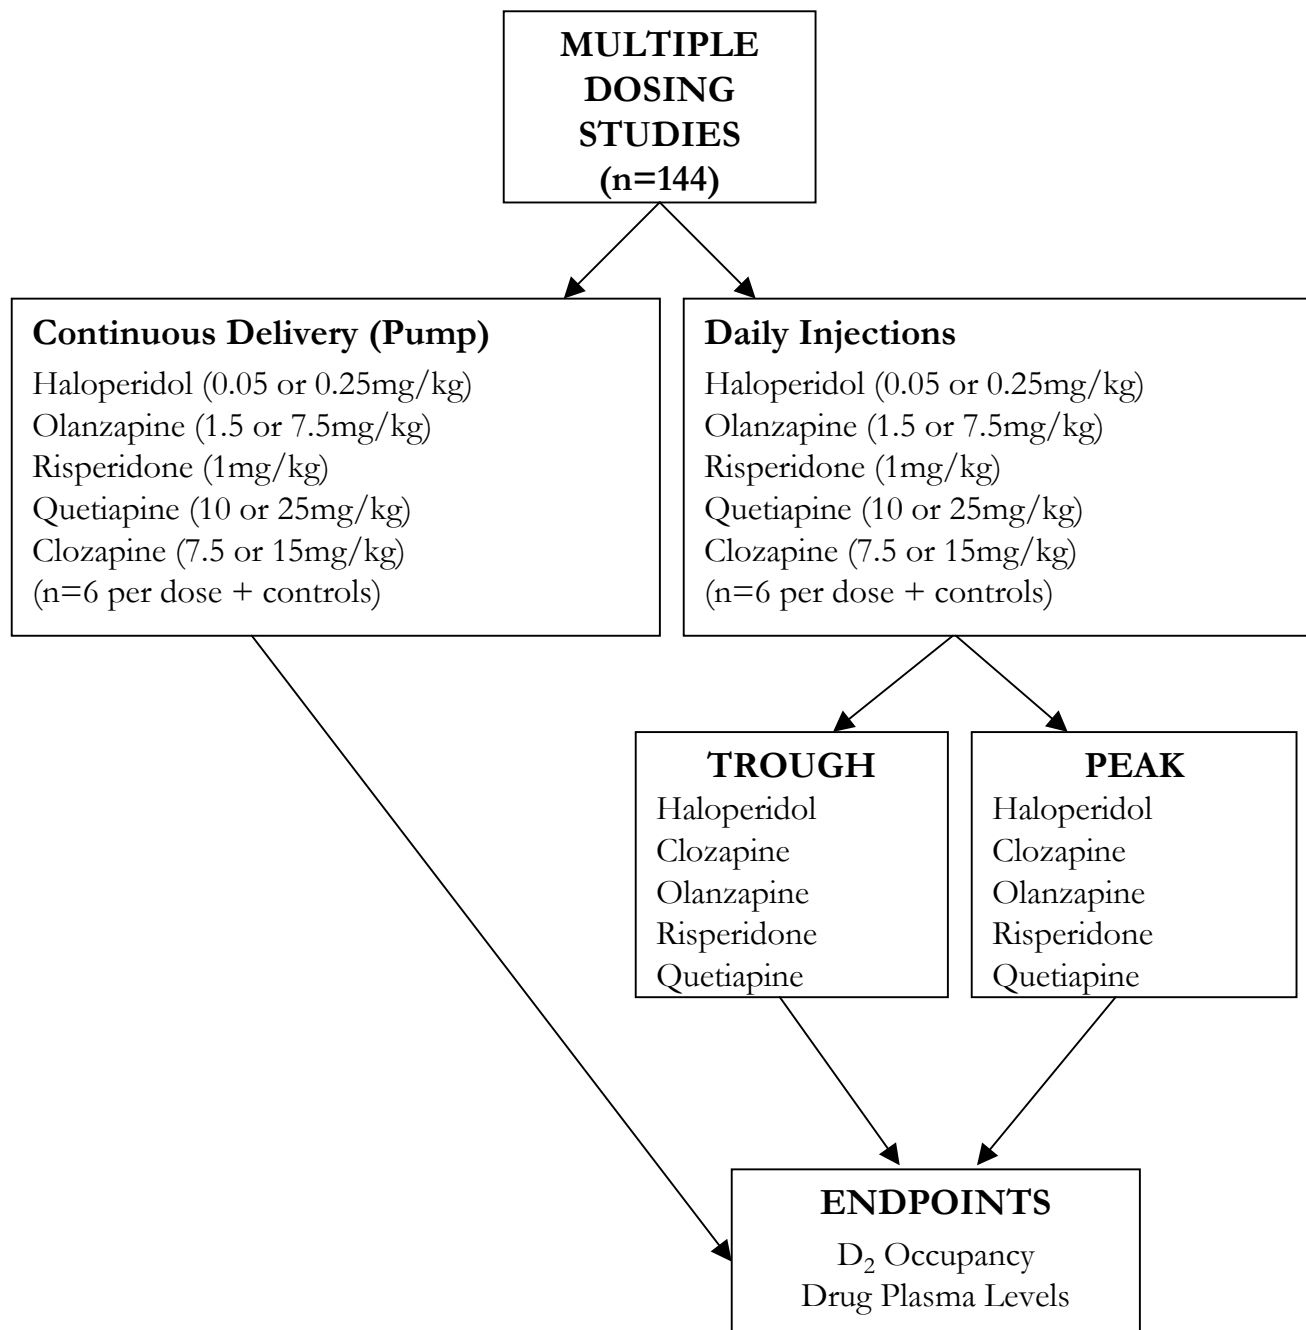 MULTIPLE
DOSING
STUDIES
(n=144)
Continuous Delivery (Pump)
Haloperidol (0.05 or 0.25mg/kg)
Olanzapine (1.5 or 7.5mg/kg)
Risperidone (1mg/kg)
Quetiapine (10 or 25mg/kg)
Clozapine (7.5 or 15mg/kg)
(n=6 per dose + controls)
Daily Injections
Haloperidol (0.05 or 0.25mg/kg)
Olanzapine (1.5 or 7.5mg/kg)
Risperidone (1mg/kg)
Quetiapine (10 or 25mg/kg)
Clozapine (7.5 or 15mg/kg)
(n=6 per dose + controls)
TROUGH
Haloperidol
Clozapine
Olanzapine
Risperidone
Quetiapine
PEAK
Haloperidol
Clozapine
Olanzapine
Risperidone
Quetiapine
ENDPOINTS
D₂ Occupancy
Drug Plasma Levels